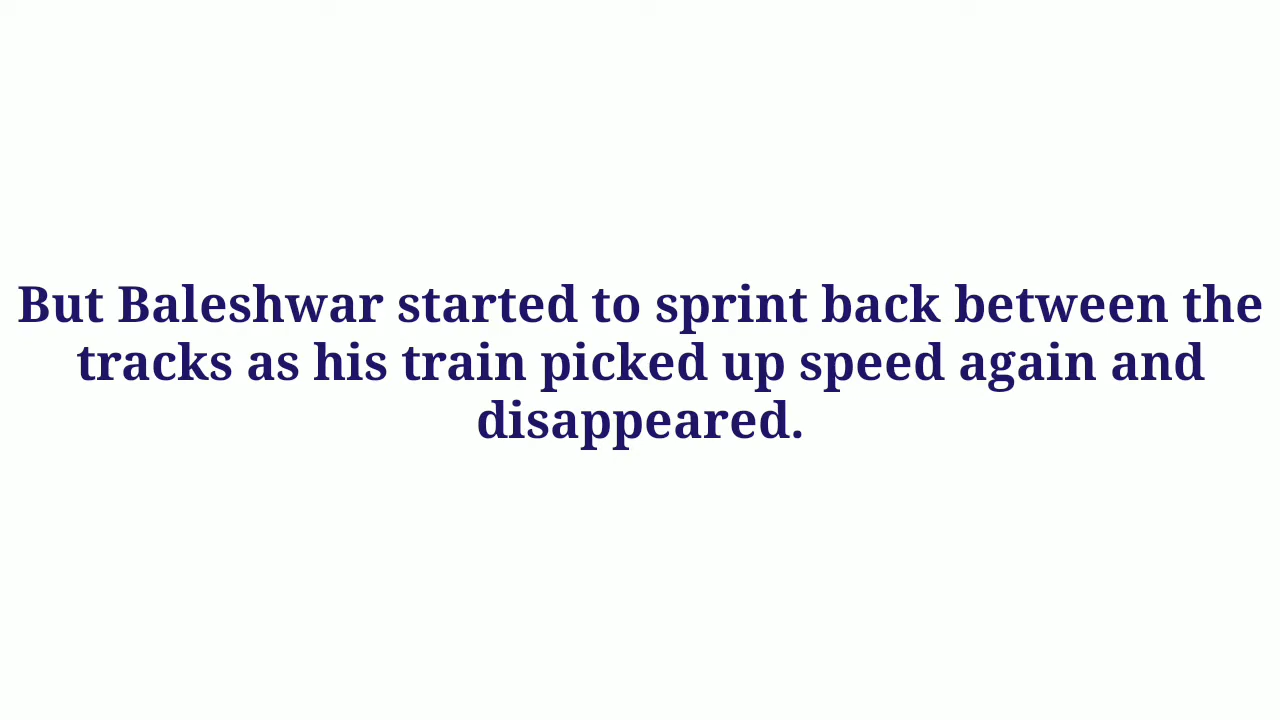 But Baleshwar started to sprint back between the
tracks as his train picked up speed again and
disappeared.